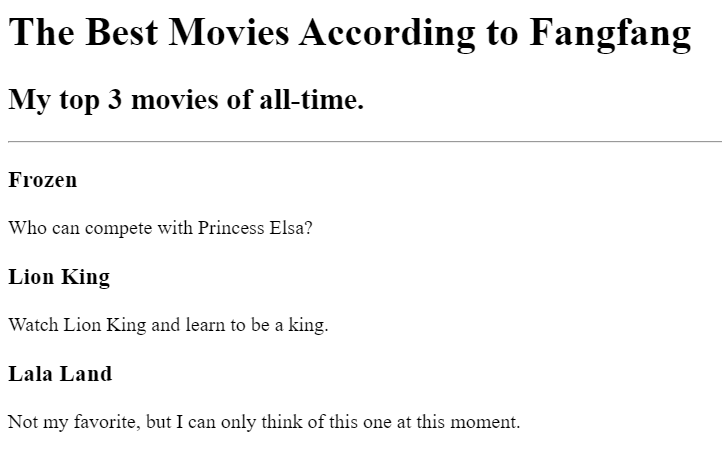 The Best Movies According to Fangfang
My top 3 movies of all-time.
Frozen
Who can compete with Princess Elsa?
Lion King
Watch Lion King and learn to be a king.
Lala Land
Not my favorite, but I can only think of this one at this moment.